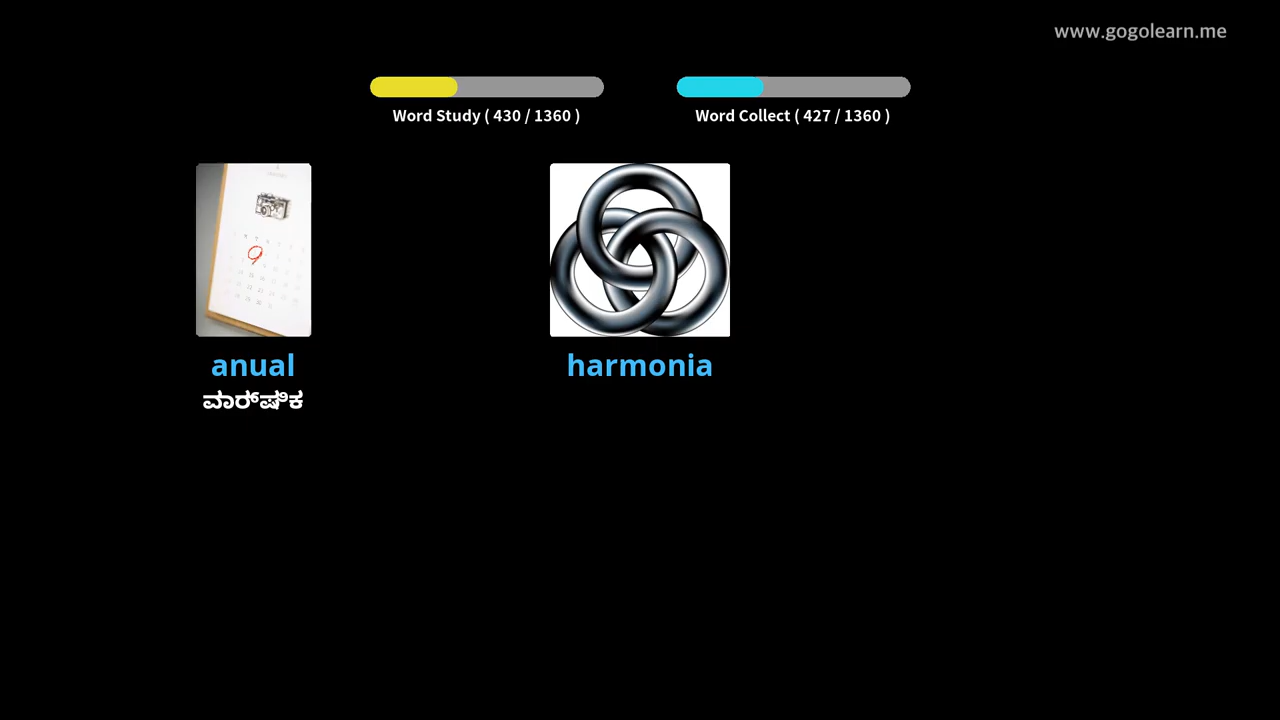 www.gogolearn.me
Word Study ( 430 / 1360 )
Word Collect ( 427 / 1360 )
anual
harmonia
ವಾರ್ಷಿಕ